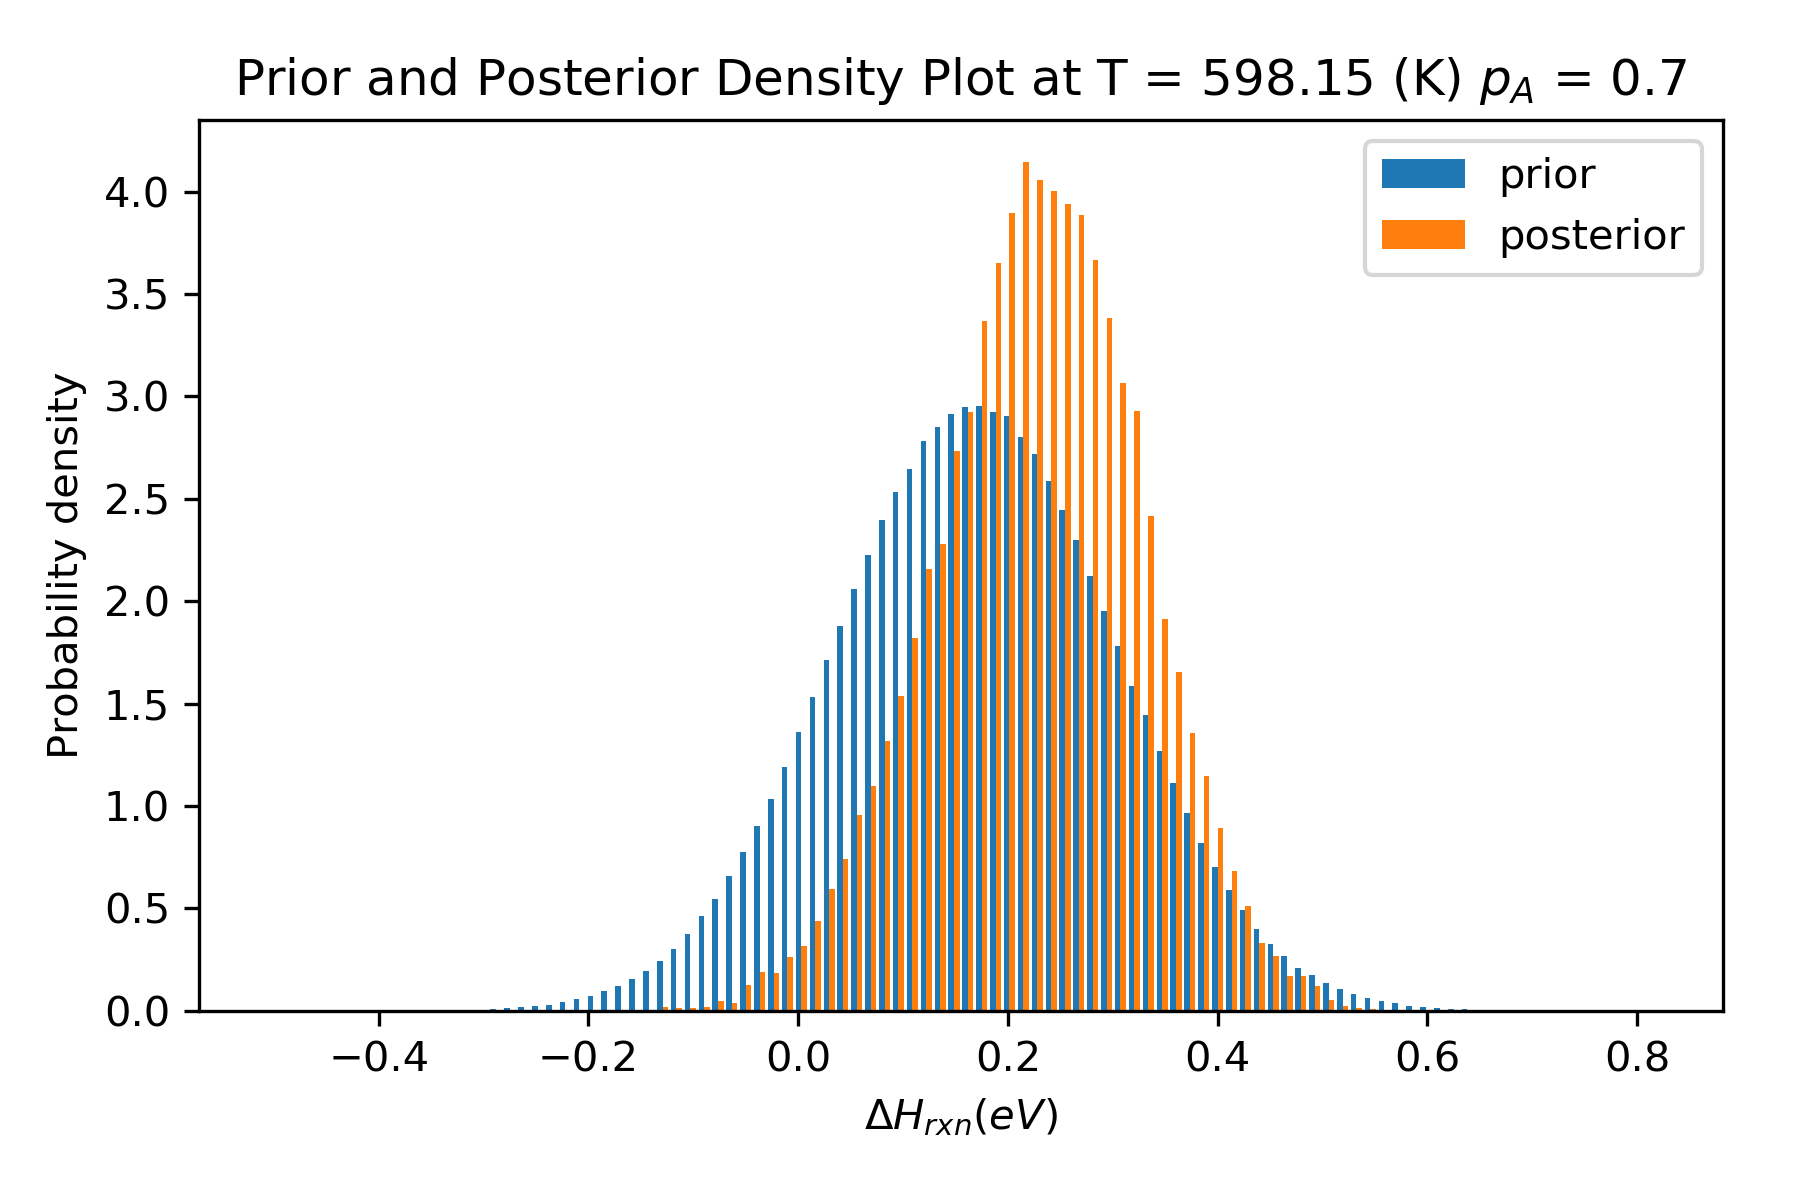 Prior and Posterior Density Plot at T = 598.15 (K) p_A = 0.7
prior
posterior
Probability density
4.0
3.5
3.0
2.5
2.0
1.5
1.0
0.5
0.0
−0.4 −0.2 0.0 0.2 0.4 0.6 0.8
ΔH_rxn(eV)